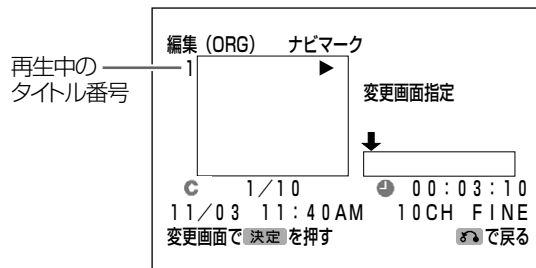 編集（ORG） ナビマーク
再生中の
タイトル番号
1 ▶
変更画面指定
C 1／10 00：03：10
11／03 11：40AM 10CH FINE
変更画面で 決定 を押す で戻る